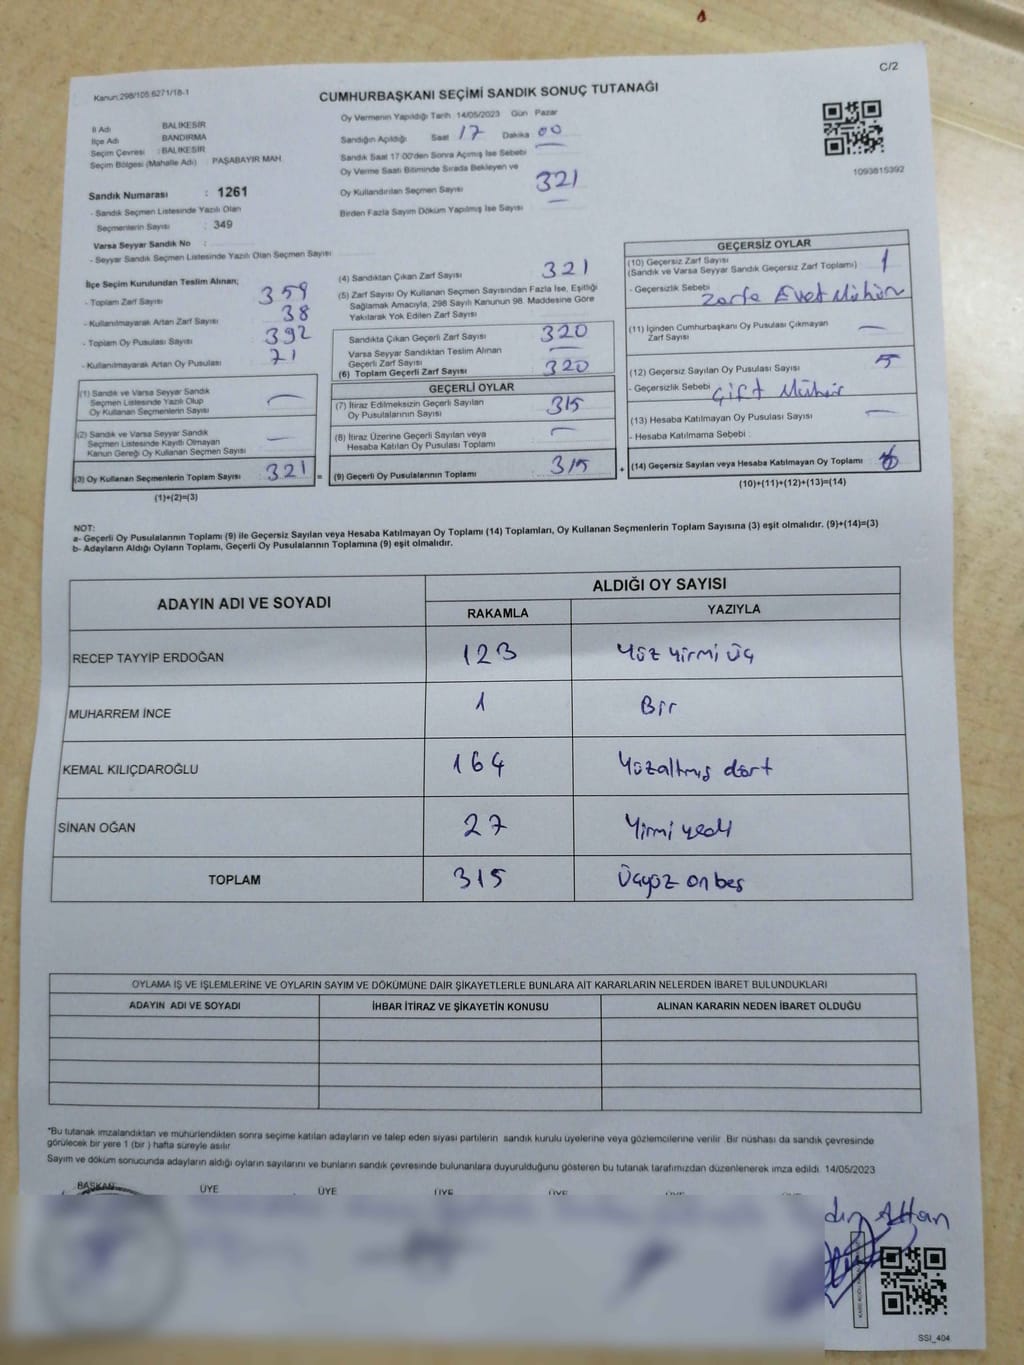 C/2
Kanun:298/105.6271/18-1
CUMHURBAŞKANI SEÇİMİ SANDIK SONUÇ TUTANAĞI
İl Adı BALIKESİR
İlçe Adı BANDIRMA
Seçim Çevresi : BALIKESİR
Seçim Bölgesi (Mahalle Adı) : PAŞABAYIR MAH.
Sandık Numarası : 1261
- Sandık Seçmen Listesinde Yazılı Olan
Seçmenlerin Sayısı : 349
Varsa Seyyar Sandık No :
- Seyyar Sandık Seçmen Listesinde Yazılı Olan Seçmen Sayısı
Oy Vermenin Yapıldığı Tarih 14/05/2023 Gün Pazar
Sandığın Açıldığı Saat 17 Dakika 00
Sandık Saat 17:00'den Sonra Açımış İse Sebebi
Oy Verme Saati Bitiminde Sırada Bekleyen ve
Oy Kullandırılan Seçmen Sayısı 321
Birden Fazla Sayım Döküm Yapılmış İse Sayısı
1093815392
İlçe Seçim Kurulundan Teslim Alınan;
- Toplam Zarf Sayısı 359
- Kullanılmayarak Artan Zarf Sayısı 38
- Toplam Oy Pusulası Sayısı 392
- Kullanılmayarak Artan Oy Pusulası 71
(1) Sandık ve Varsa Seyyar Sandık
Seçmen Listesinde Yazılı Olup
Oy Kullanan Seçmenlerin Sayısı —
(2) Sandık ve Varsa Seyyar Sandık
Seçmen Listesinde Kayıtlı Olmayan
Kanun Gereği Oy Kullanan Seçmen Sayısı —
(3) Oy Kullanan Seçmenlerin Toplam Sayısı 321 =
(1)+(2)=(3)
(4) Sandıktan Çıkan Zarf Sayısı 321
(5) Zarf Sayısı Oy Kullanan Seçmen Sayısından Fazla İse, Eşitliği
Sağlamak Amacıyla, 298 Sayılı Kanunun 98. Maddesine Göre
Yakılarak Yok Edilen Zarf Sayısı
Sandıkta Çıkan Geçerli Zarf Sayısı 320
Varsa Seyyar Sandıktan Teslim Alınan
Geçerli Zarf Sayısı —
(6) Toplam Geçerli Zarf Sayısı 320
GEÇERLİ OYLAR
(7) İtiraz Edilmeksizin Geçerli Sayılan
Oy Pusulalarının Sayısı 315
(8) İtiraz Üzerine Geçerli Sayılan veya
Hesaba Katılan Oy Pusulası Toplamı —
(9) Geçerli Oy Pusulalarının Toplamı 315 +
GEÇERSİZ OYLAR
(10) Geçersiz Zarf Sayısı
(Sandık ve Varsa Seyyar Sandık Geçersiz Zarf Toplamı) 1
- Geçersizlik Sebebi Zarfa Evet Mühürü
(11) İçinden Cumhurbaşkanı Oy Pusulası Çıkmayan
Zarf Sayısı —
(12) Geçersiz Sayılan Oy Pusulası Sayısı 5
- Geçersizlik Sebebi Çift Mühür
(13) Hesaba Katılmayan Oy Pusulası Sayısı —
- Hesaba Katılmama Sebebi :
(14) Geçersiz Sayılan veya Hesaba Katılmayan Oy Toplamı 6
(10)+(11)+(12)+(13)=(14)
NOT:
a- Geçerli Oy Pusulalarının Toplamı (9) ile Geçersiz Sayılan veya Hesaba Katılmayan Oy Toplamı (14) Toplamları, Oy Kullanan Seçmenlerin Toplam Sayısına (3) eşit olmalıdır. (9)+(14)=(3)
b- Adayların Aldığı Oyların Toplamı, Geçerli Oy Pusulalarının Toplamına (9) eşit olmalıdır.
ADAYIN ADI VE SOYADI
ALDIĞI OY SAYISI
RAKAMLA YAZIYLA
RECEP TAYYİP ERDOĞAN 123 Yüz yirmi üç
MUHARREM İNCE 1 Bir
KEMAL KILIÇDAROĞLU 164 Yüzaltmış dört
SİNAN OĞAN 27 Yirmi yedi
TOPLAM 315 Üçyüz onbeş
OYLAMA İŞ VE İŞLEMLERİNE VE OYLARIN SAYIM VE DÖKÜMÜNE DAİR ŞİKAYETLERLE BUNLARA AİT KARARLARIN NELERDEN İBARET BULUNDUKLARI
ADAYIN ADI VE SOYADI İHBAR İTİRAZ VE ŞİKAYETİN KONUSU ALINAN KARARIN NEDEN İBARET OLDUĞU
*Bu tutanak imzalandıktan ve mühürlendikten sonra seçime katılan adayların ve talep eden siyasi partilerin sandık kurulu üyelerine veya gözlemcilerine verilir. Bir nüshası da sandık çevresinde
görülecek bir yere 1 (bir ) hafta süreyle asılır.
Sayım ve döküm sonucunda adayların aldığı oyların sayılarını ve bunların sandık çevresinde bulunanlara duyurulduğunu gösteren bu tutanak tarafımızdan düzenlenerek imza edildi. 14/05/2023
BAŞKAN ÜYE ÜYE ÜYE ÜYE ÜYE ÜYE
SSI_404